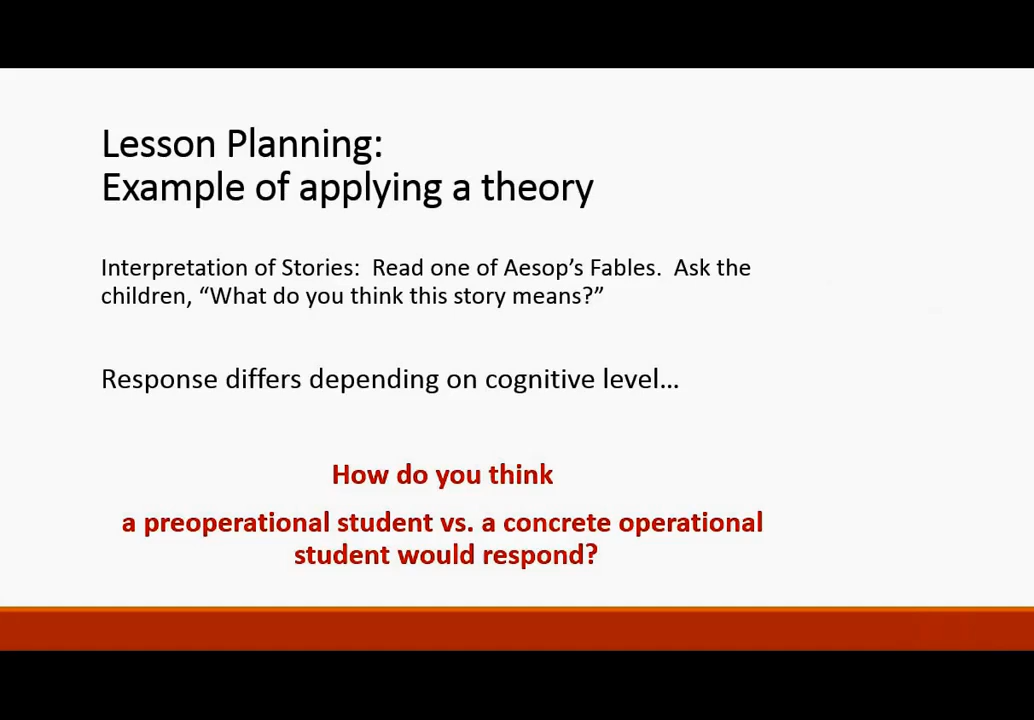 Lesson Planning:
Example of applying a theory
Interpretation of Stories:  Read one of Aesop’s Fables.  Ask the
children, “What do you think this story means?”
Response differs depending on cognitive level…
How do you think
a preoperational student vs. a concrete operational
student would respond?